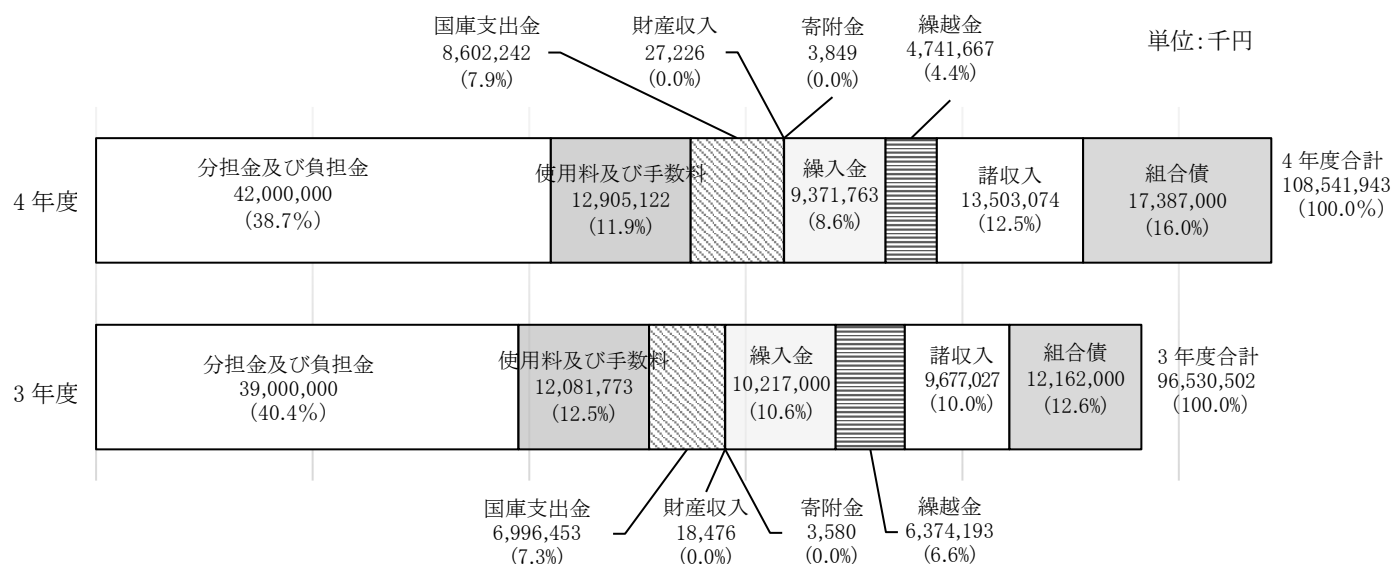 国庫支出金
8,602,242
(7.9%)
財産収入
27,226
(0.0%)
寄附金
3,849
(0.0%)
繰越金
4,741,667
(4.4%)
単位:千円
4 年度
分担金及び負担金
42,000,000
(38.7%)
使用料及び手数料
12,905,122
(11.9%)
繰入金
9,371,763
(8.6%)
諸収入
13,503,074
(12.5%)
組合債
17,387,000
(16.0%)
4 年度合計
108,541,943
(100.0%)
3 年度
分担金及び負担金
39,000,000
(40.4%)
使用料及び手数料
12,081,773
(12.5%)
繰入金
10,217,000
(10.6%)
諸収入
9,677,027
(10.0%)
組合債
12,162,000
(12.6%)
3 年度合計
96,530,502
(100.0%)
国庫支出金
6,996,453
(7.3%)
財産収入
18,476
(0.0%)
寄附金
3,580
(0.0%)
繰越金
6,374,193
(6.6%)